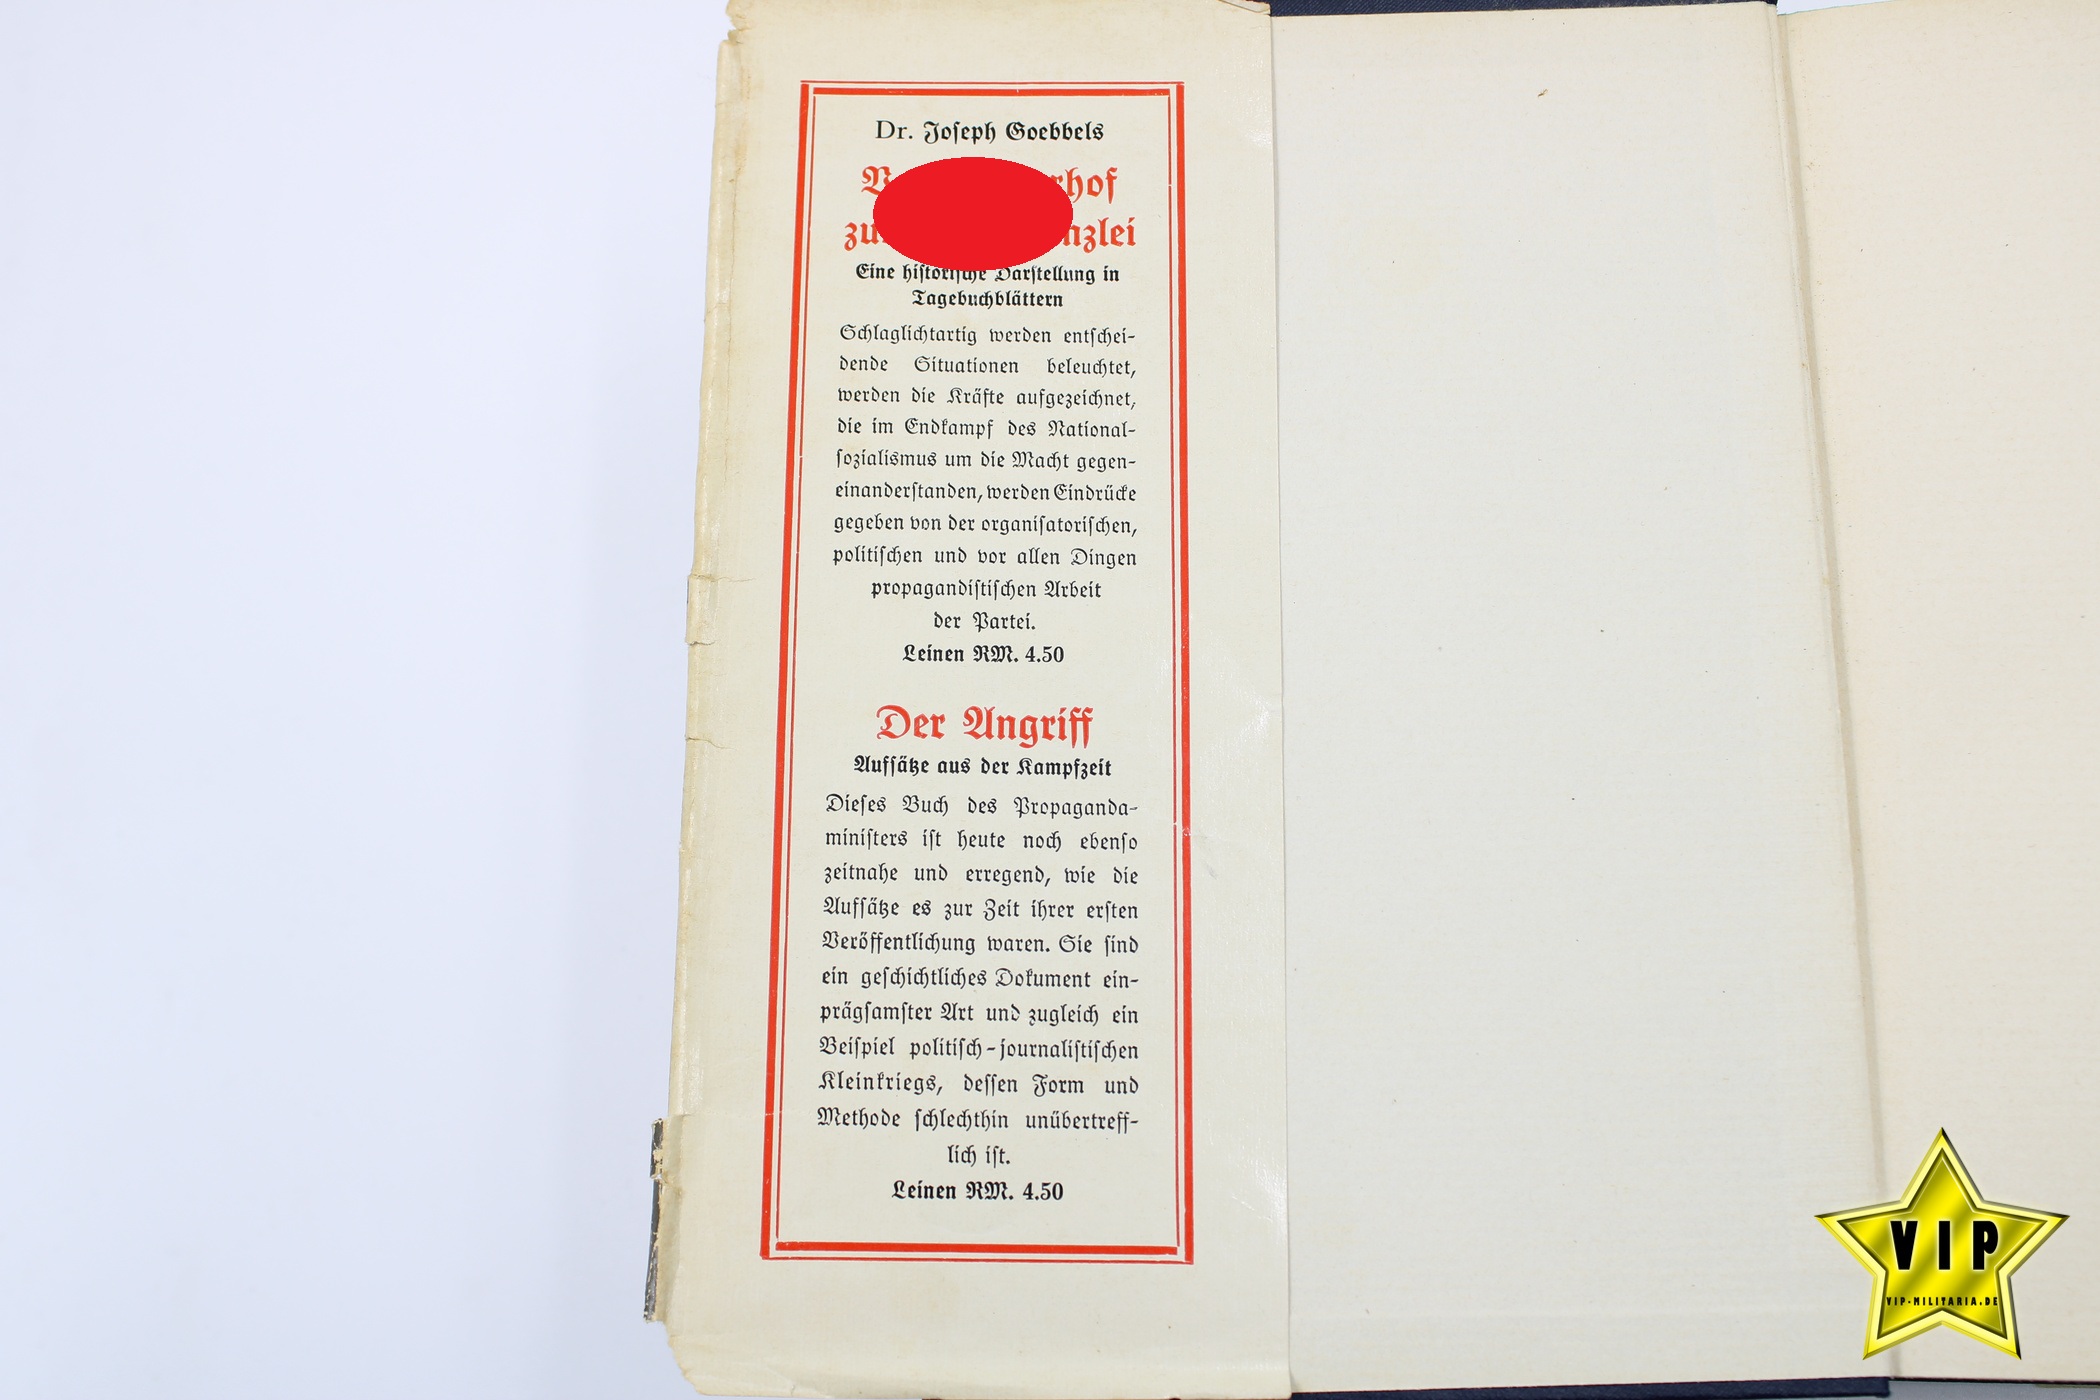 Dr. Joseph Goebbels
Eine historische Darstellung in
Tagebuchblättern
Schlaglichtartig werden entschei-
dende Situationen beleuchtet,
werden die Kräfte aufgezeichnet,
die im Endkampf des National-
sozialismus um die Macht gegen-
einanderstanden, werden Eindrücke
gegeben von der organisatorischen,
politischen und vor allen Dingen
propagandistischen Arbeit
der Partei.
Leinen RM. 4.50
Der Angriff
Aufsätze aus der Kampfzeit
Dieses Buch des Propaganda-
ministers ist heute noch ebenso
zeitnahe und erregend, wie die
Aufsätze es zur Zeit ihrer ersten
Veröffentlichung waren. Sie sind
ein geschichtliches Dokument ein-
prägsamster Art und zugleich ein
Beispiel politisch-journalistischen
Kleinkriegs, dessen Form und
Methode schlechthin unübertreff-
lich ist.
Leinen RM. 4.50
VIP
VIP-MILITARIA.DE